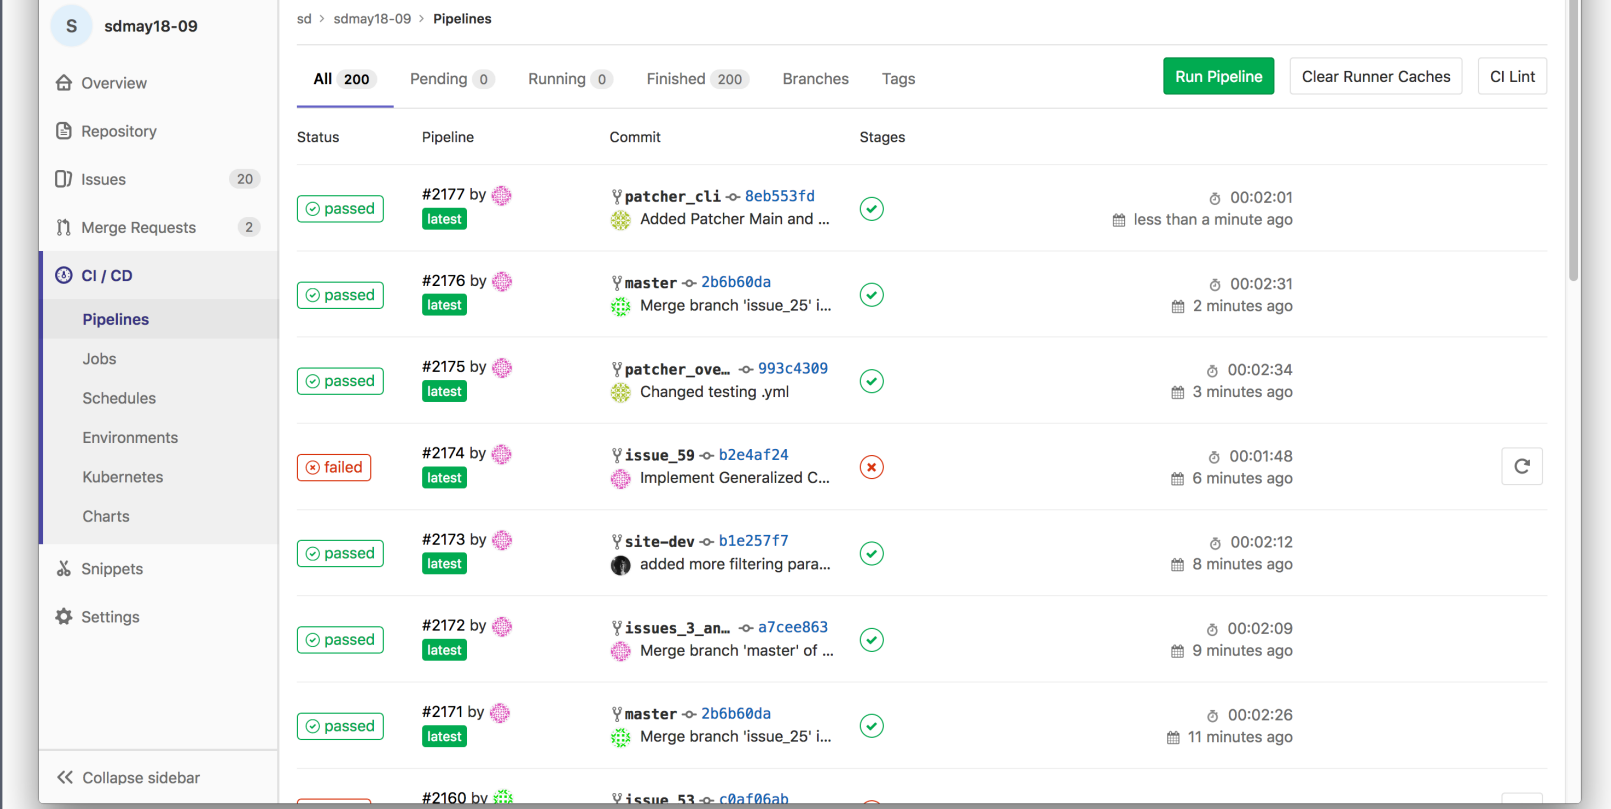 S sdmay18-09
sd > sdmay18-09 > Pipelines
Overview
Repository
Issues 20
Merge Requests 2
CI / CD
Pipelines
Jobs
Schedules
Environments
Kubernetes
Charts
Snippets
Settings
Collapse sidebar
All 200 Pending 0 Running 0 Finished 200 Branches Tags Run Pipeline Clear Runner Caches CI Lint
Status Pipeline Commit Stages
passed #2177 by patcher_cli 8eb553fd 00:02:01
latest Added Patcher Main and ... less than a minute ago
passed #2176 by master 2b6b60da 00:02:31
latest Merge branch 'issue_25' i... 2 minutes ago
passed #2175 by patcher_ove… 993c4309 00:02:34
latest Changed testing .yml 3 minutes ago
failed #2174 by issue_59 b2e4af24 00:01:48
latest Implement Generalized C... 6 minutes ago
passed #2173 by site-dev b1e257f7 00:02:12
latest added more filtering para... 8 minutes ago
passed #2172 by issues_3_an… a7cee863 00:02:09
latest Merge branch 'master' of ... 9 minutes ago
passed #2171 by master 2b6b60da 00:02:26
latest Merge branch 'issue_25' i... 11 minutes ago
#2160 by issue_53 c0af06ab